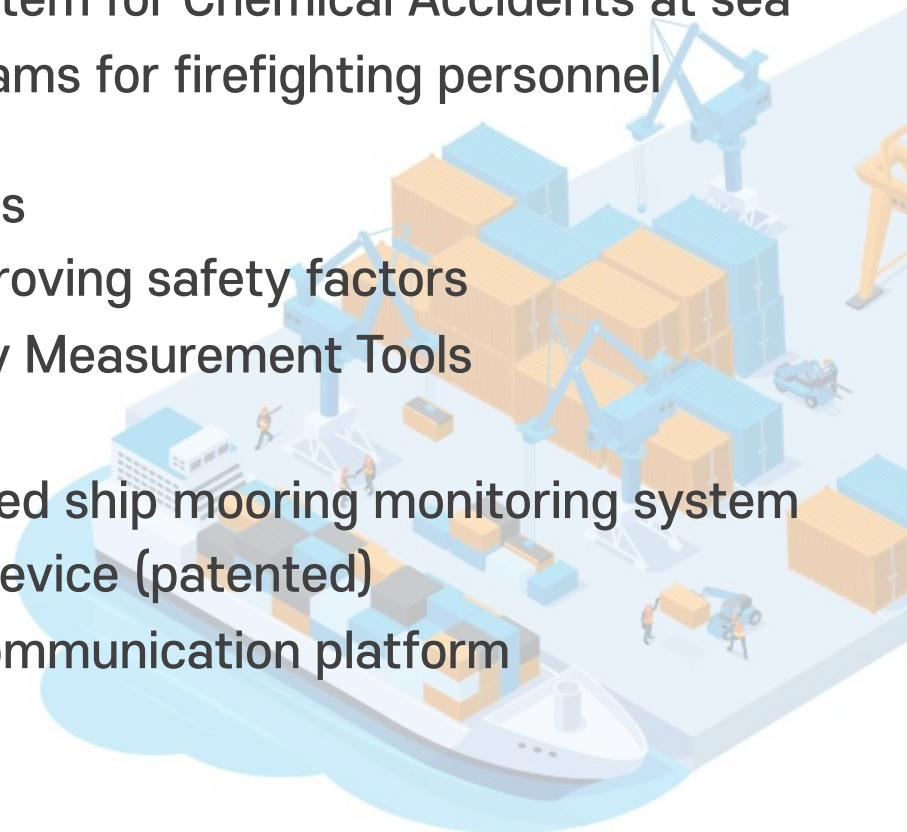 tem for Chemical Accidents at sea
ams for firefighting personnel
s
roving safety factors
y Measurement Tools
ed ship mooring monitoring system
evice (patented)
ommunication platform